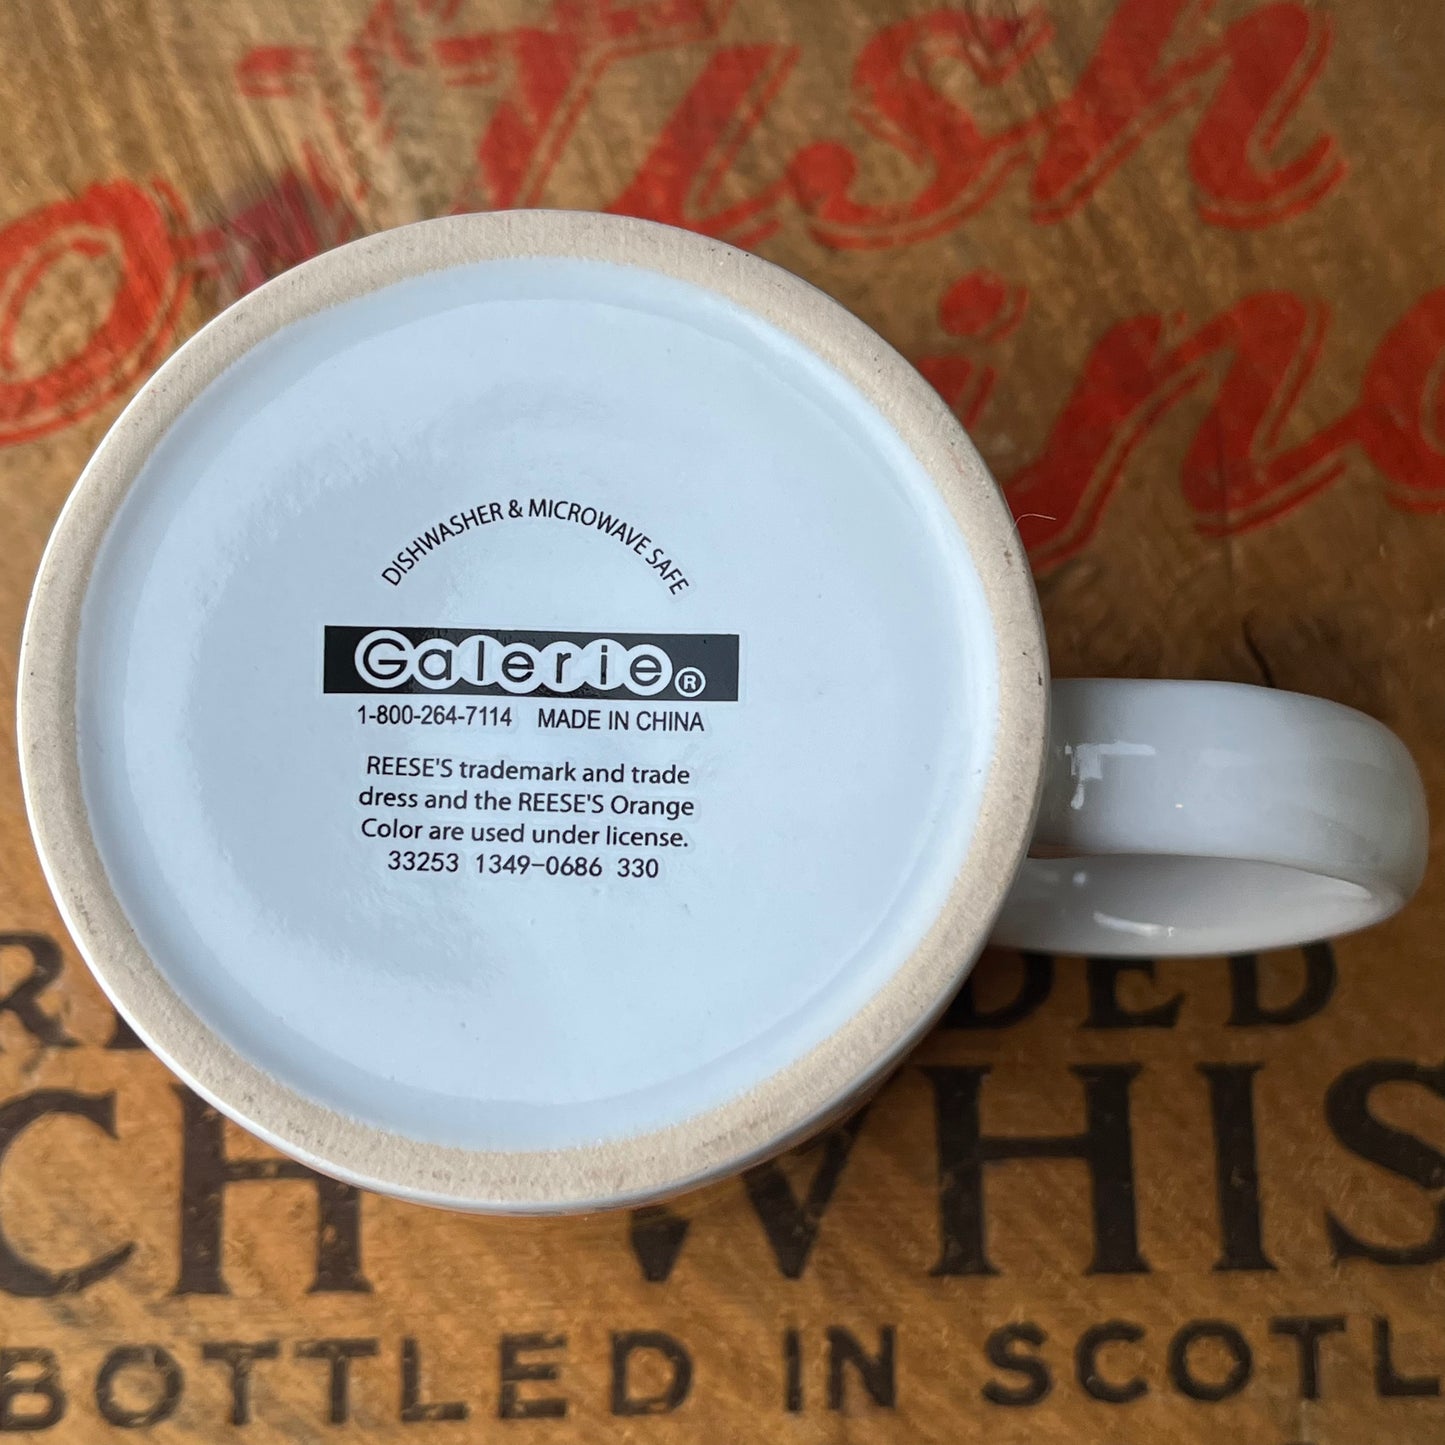 DISHWASHER & MICROWAVE SAFE
Galerie®
1-800-264-7114 MADE IN CHINA
REESE'S trademark and trade
dress and the REESE'S Orange
Color are used under license.
33253 1349-0686 330
BOTTLED IN SCOTL